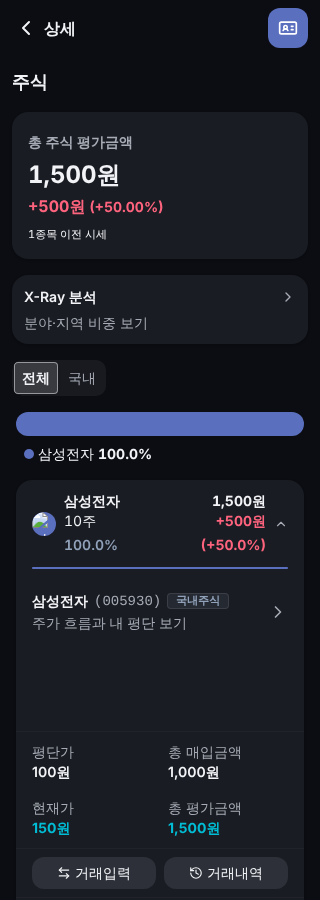 상세
주식
총 주식 평가금액
1,500원
+500원 (+50.00%)
1종목 이전 시세
X-Ray 분석
분야·지역 비중 보기
전체 국내
삼성전자 100.0%
삼성전자 1,500원
10주 +500원
100.0% (+50.0%)
삼성전자 (005930) 국내주식
주가 흐름과 내 평단 보기
평단가 총 매입금액
100원 1,000원
현재가 총 평가금액
150원 1,500원
거래입력 거래내역